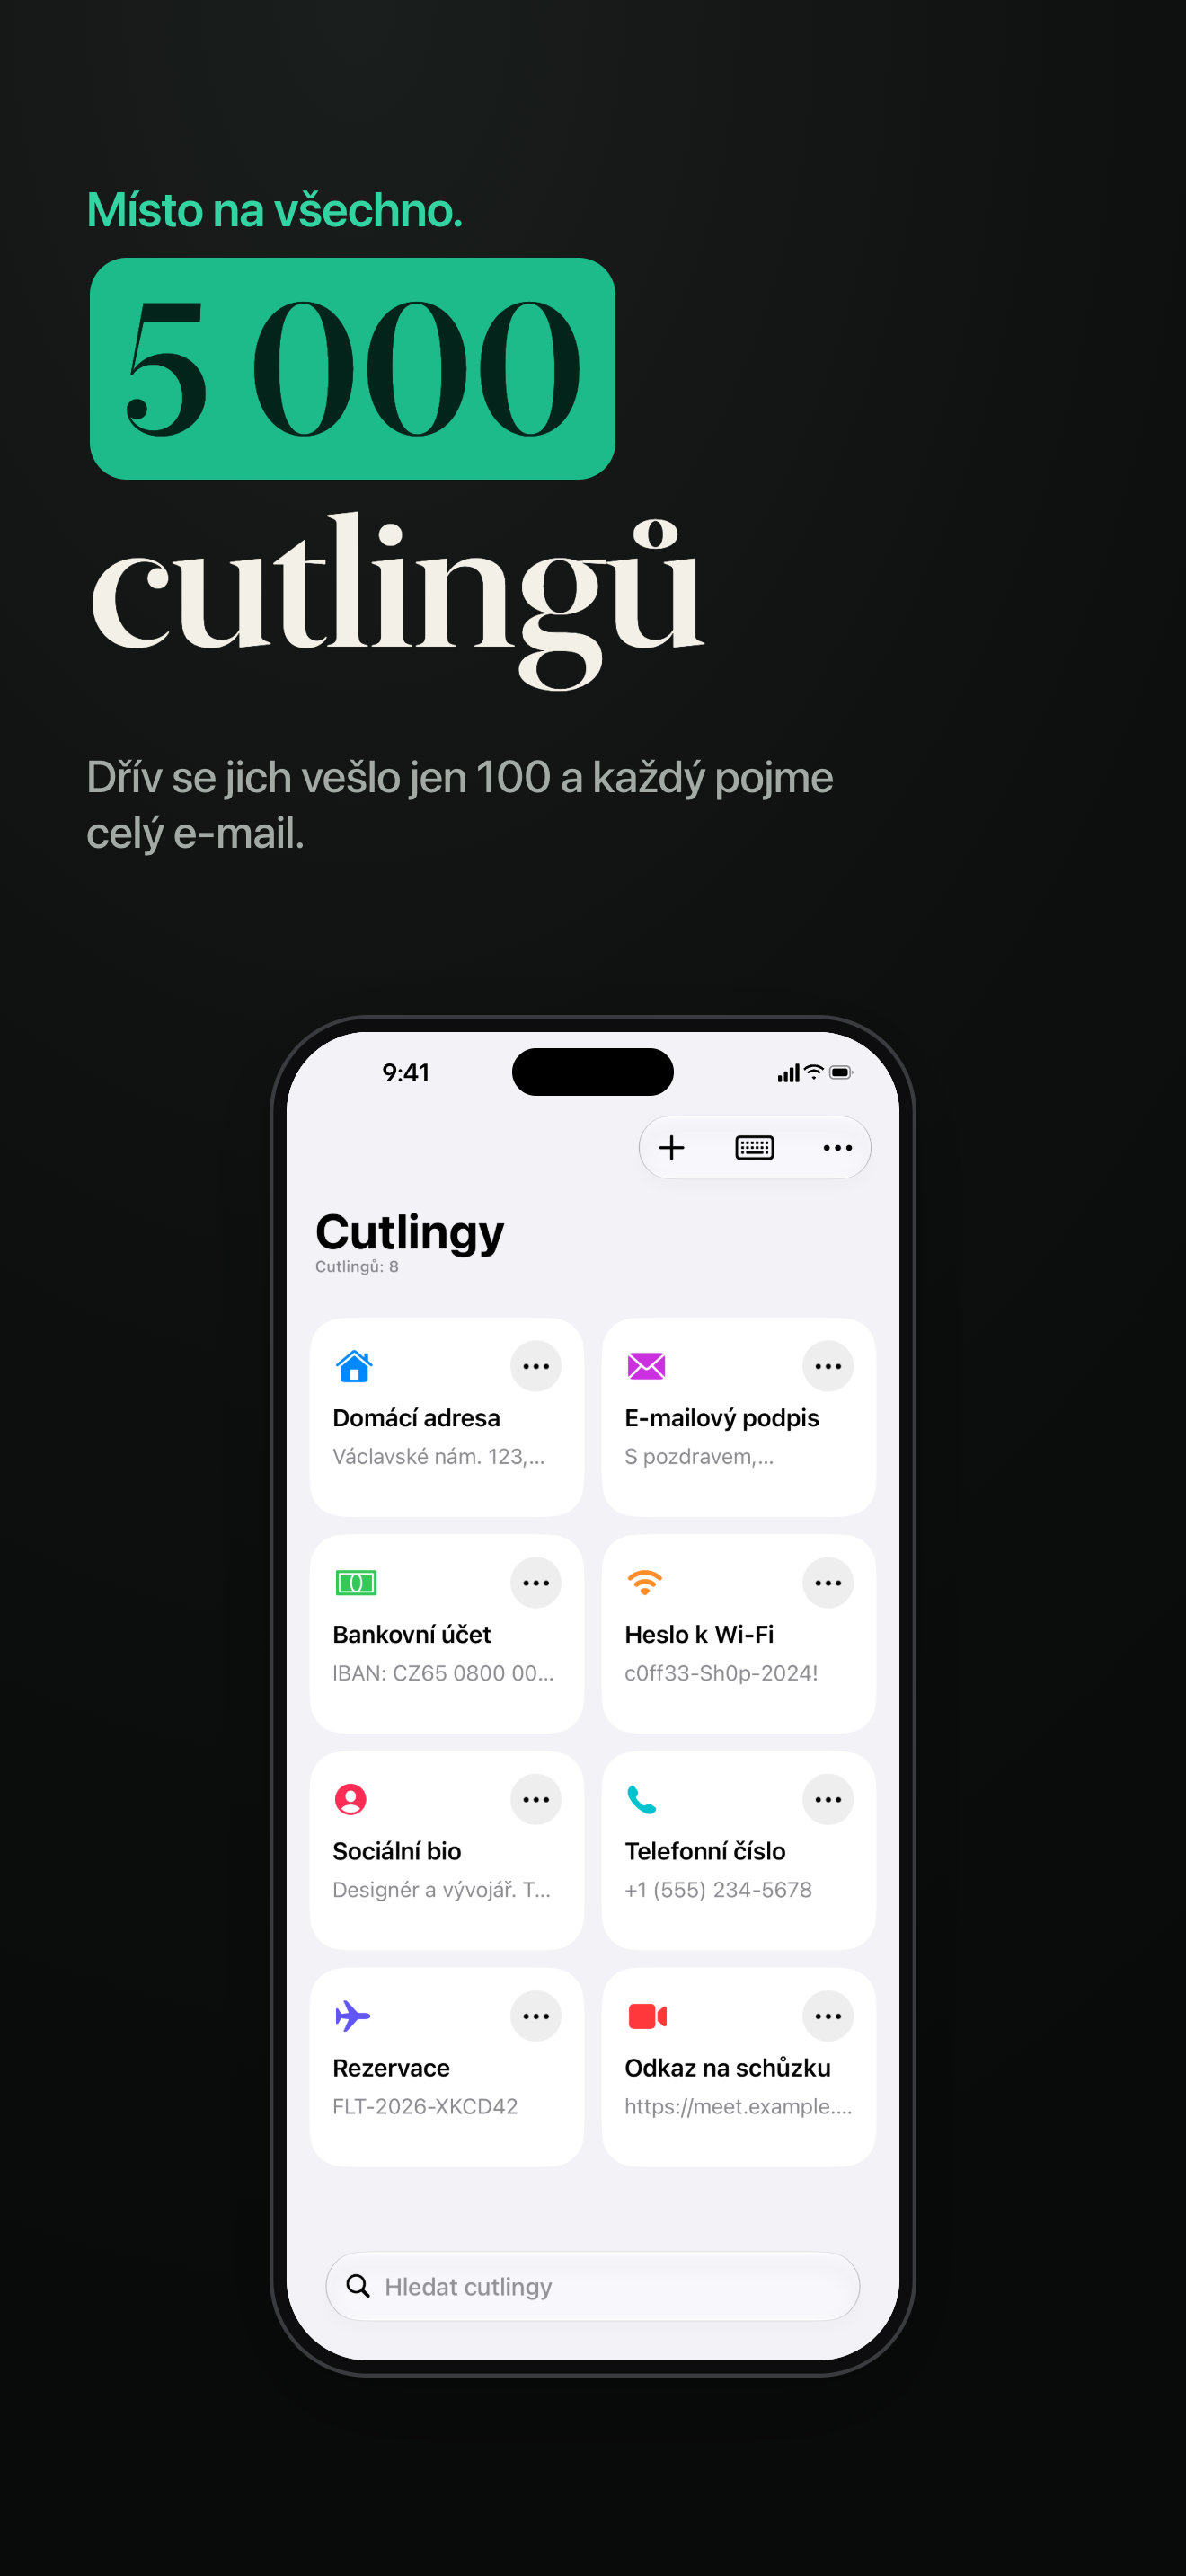 Místo na všechno.
5 000
cutlingů
Dřív se jich vešlo jen 100 a každý pojme
celý e-mail.
9:41
Cutlingy
Cutlingů: 8
Domácí adresa
Václavské nám. 123,...
E-mailový podpis
S pozdravem,...
Bankovní účet
IBAN: CZ65 0800 00...
Heslo k Wi-Fi
c0ff33-Sh0p-2024!
Sociální bio
Designér a vývojář. T...
Telefonní číslo
+1 (555) 234-5678
Rezervace
FLT-2026-XKCD42
Odkaz na schůzku
https://meet.example....
Hledat cutlingy